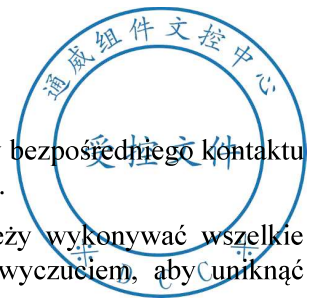 通威组件文控中心
bezpośredniego kontaktu
受控文件
wykonywać wszelkie
wyczuciem, aby uniknąć
※ D C C ※